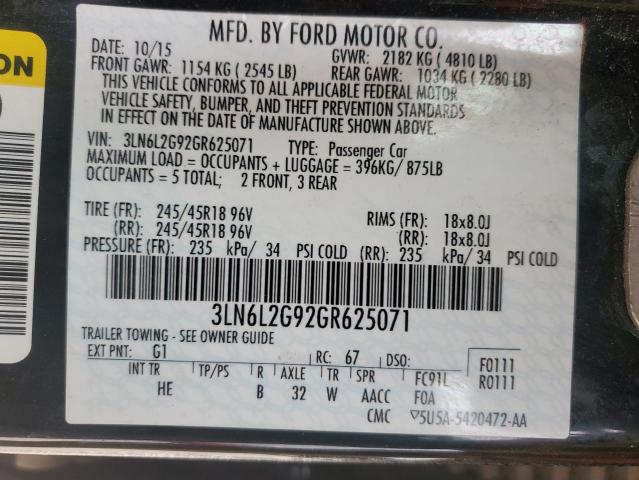 ON
MFD. BY FORD MOTOR CO.
DATE: 10/15 GVWR: 2182 KG ( 4810 LB)
FRONT GAWR: 1154 KG ( 2545 LB) REAR GAWR: 1034 KG ( 2280 LB)
THIS VEHICLE CONFORMS TO ALL APPLICABLE FEDERAL MOTOR
VEHICLE SAFETY, BUMPER, AND THEFT PREVENTION STANDARDS
IN EFFECT ON THE DATE OF MANUFACTURE SHOWN ABOVE.
VIN: 3LN6L2G92GR625071 TYPE: Passenger Car
MAXIMUM LOAD = OCCUPANTS + LUGGAGE = 396KG/ 875LB
OCCUPANTS = 5 TOTAL; 2 FRONT, 3 REAR
TIRE (FR): 245/45R18 96V RIMS (FR): 18x8.0J
(RR): 245/45R18 96V (RR): 18x8.0J
PRESSURE (FR): 235 kPa/ 34 PSI COLD (RR): 235 kPa/ 34 PSI COLD
3LN6L2G92GR625071
TRAILER TOWING - SEE OWNER GUIDE
EXT PNT: G1 RC: 67 DSO: F0111
INT TR TP/PS R AXLE TR SPR FC91L R0111
HE B 32 W AACC FOA
CMC ▽5U5A-5420472-AA